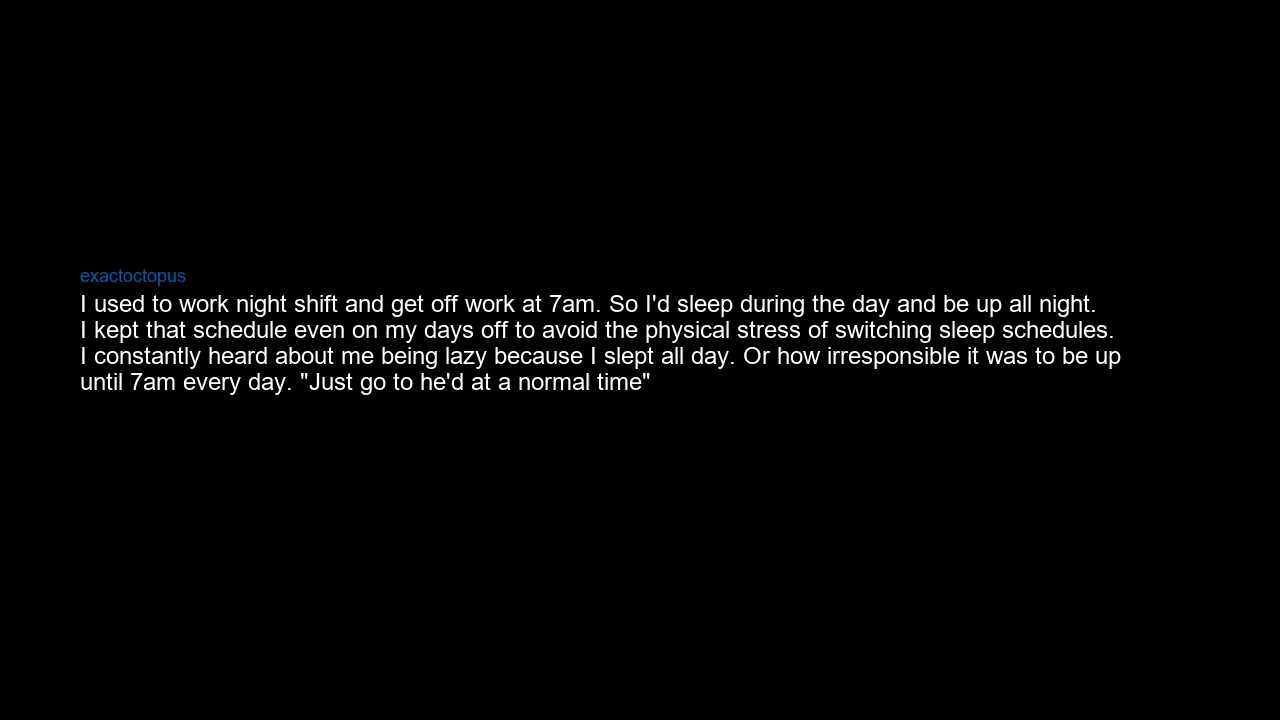 exactoctopus
I used to work night shift and get off work at 7am. So I'd sleep during the day and be up all night.
I kept that schedule even on my days off to avoid the physical stress of switching sleep schedules.
I constantly heard about me being lazy because I slept all day. Or how irresponsible it was to be up
until 7am every day. "Just go to he'd at a normal time"